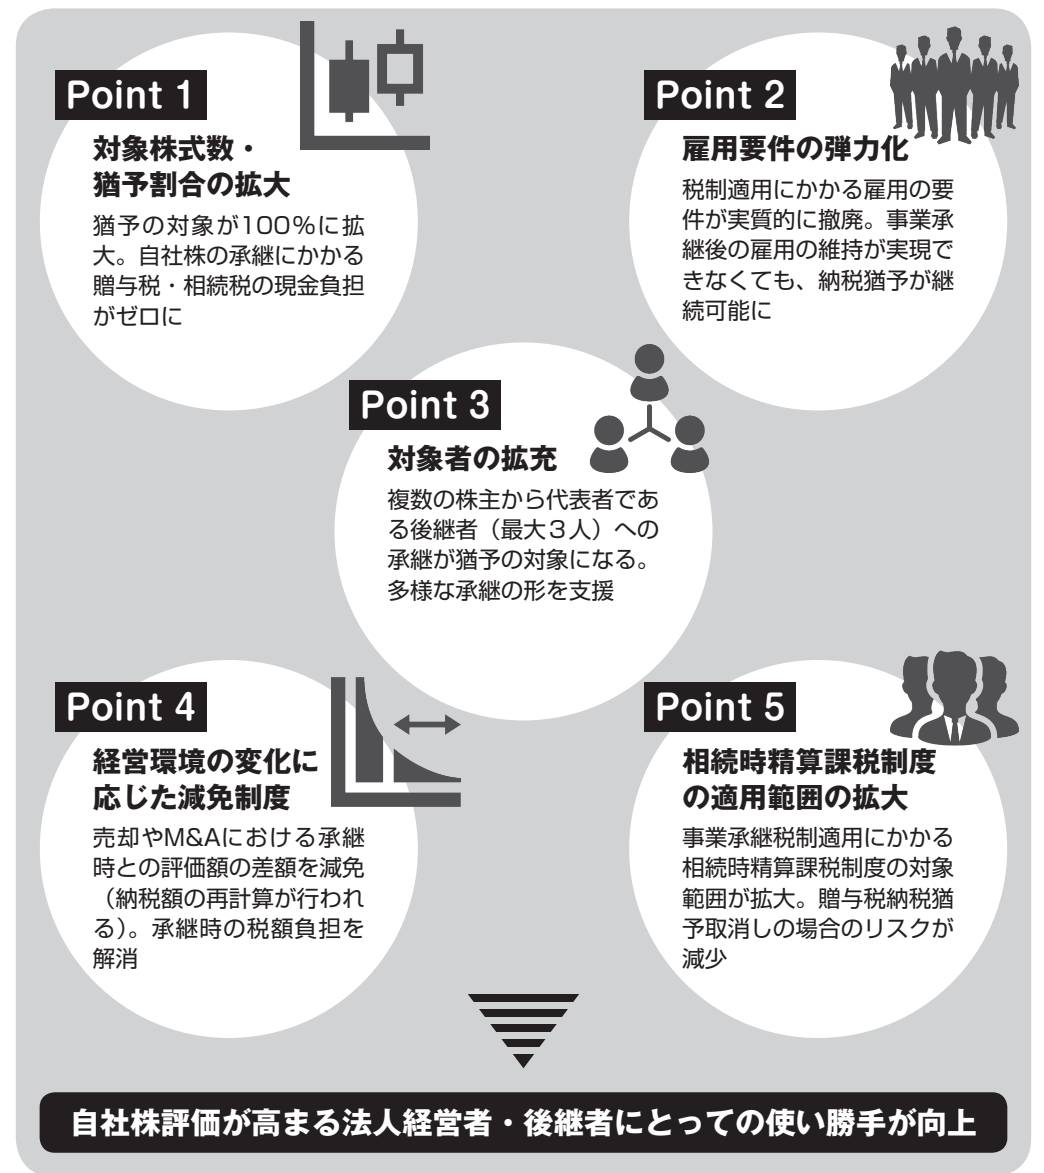 Point 1
対象株式数・
猶予割合の拡大
猶予の対象が100%に拡
大。自社株の承継にかかる
贈与税・相続税の現金負担
がゼロに
Point 2
雇用要件の弾力化
税制適用にかかる雇用の要
件が実質的に撤廃。事業承
継後の雇用の維持が実現で
きなくても、納税猶予が継
続可能に
Point 3
対象者の拡充
複数の株主から代表者であ
る後継者（最大3人）への
承継が猶予の対象になる。
多様な承継の形を支援
Point 4
経営環境の変化に
応じた減免制度
売却やM&Aにおける承継
時との評価額の差額を減免
（納税額の再計算が行われ
る）。承継時の税額負担を
解消
Point 5
相続時精算課税制度
の適用範囲の拡大
事業承継税制適用にかかる
相続時精算課税制度の対象
範囲が拡大。贈与税納税猶
予取消しの場合のリスクが
減少
自社株評価が高まる法人経営者・後継者にとっての使い勝手が向上